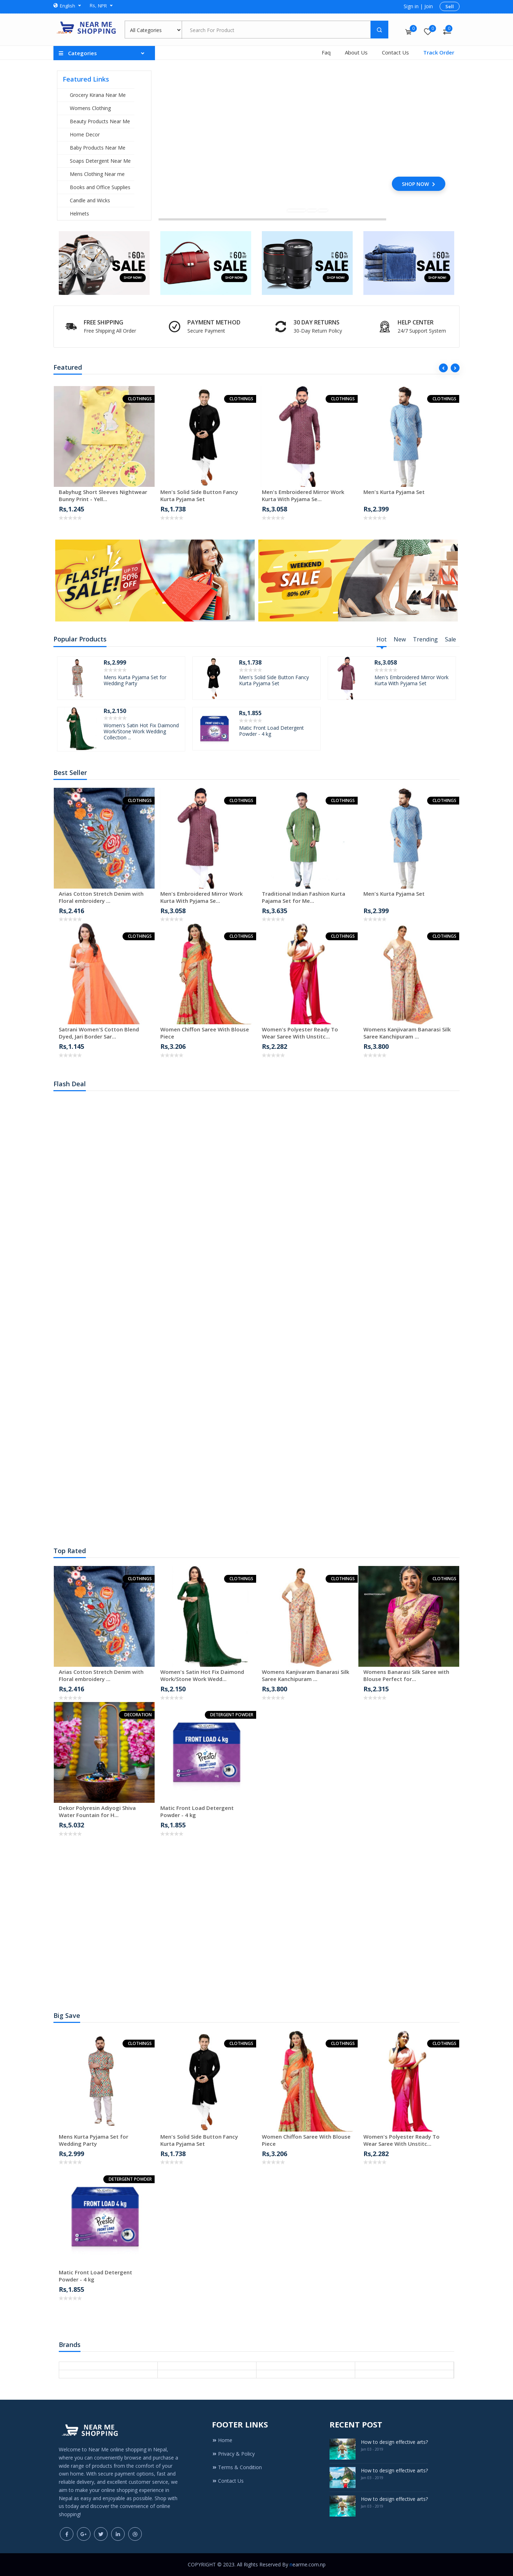 English
Rs, NPR
Sign in | Join
Sell
NEAR ME
SHOPPING
All Categories
Search For Product
0
0
0
Categories
Faq
About Us
Contact Us
Track Order
Featured Links
Grocery Kirana Near Me
Womens Clothing
Beauty Products Near Me
Home Decor
Baby Products Near Me
Soaps Detergent Near Me
Mens Clothing Near me
Books and Office Supplies
Candle and Wicks
Helmets
SHOP NOW
60% SALE
SHOP NOW
60% SALE
SHOP NOW
60% SALE
SHOP NOW
60% SALE
SHOP NOW
FREE SHIPPING
Free Shipping All Order
PAYMENT METHOD
Secure Payment
30 DAY RETURNS
30-Day Return Policy
HELP CENTER
24/7 Support System
Featured
CLOTHINGS
CLOTHINGS
CLOTHINGS
CLOTHINGS
Babyhug Short Sleeves Nightwear
Bunny Print - Yell...
Rs,1.245
Men's Solid Side Button Fancy
Kurta Pyjama Set
Rs,1.738
Men's Embroidered Mirror Work
Kurta With Pyjama Se...
Rs,3.058
Men's Kurta Pyjama Set
Rs,2.399
FLASH SALE!
UP TO 50% OFF
WEEKEND
SALE
80% OFF
Popular Products
Hot
New
Trending
Sale
Rs,2.999
Mens Kurta Pyjama Set for
Wedding Party
Rs,1.738
Men's Solid Side Button Fancy
Kurta Pyjama Set
Rs,3.058
Men's Embroidered Mirror Work
Kurta With Pyjama Set
Rs,2.150
Women's Satin Hot Fix Daimond
Work/Stone Work Wedding
Collection ...
Rs,1.855
Matic Front Load Detergent
Powder - 4 kg
Best Seller
CLOTHINGS
CLOTHINGS
CLOTHINGS
CLOTHINGS
Arias Cotton Stretch Denim with
Floral embroidery ...
Rs,2.416
Men's Embroidered Mirror Work
Kurta With Pyjama Se...
Rs,3.058
Traditional Indian Fashion Kurta
Pajama Set for Me...
Rs,3.635
Men's Kurta Pyjama Set
Rs,2.399
CLOTHINGS
CLOTHINGS
CLOTHINGS
CLOTHINGS
Satrani Women'S Cotton Blend
Dyed, Jari Border Sar...
Rs,1.145
Women Chiffon Saree With Blouse
Piece
Rs,3.206
Women's Polyester Ready To
Wear Saree With Unstitc...
Rs,2.282
Womens Kanjivaram Banarasi Silk
Saree Kanchipuram ...
Rs,3.800
Flash Deal
Top Rated
CLOTHINGS
CLOTHINGS
CLOTHINGS
CLOTHINGS
Arias Cotton Stretch Denim with
Floral embroidery ...
Rs,2.416
Women's Satin Hot Fix Daimond
Work/Stone Work Wedd...
Rs,2.150
Womens Kanjivaram Banarasi Silk
Saree Kanchipuram ...
Rs,3.800
Womens Banarasi Silk Saree with
Blouse Perfect for...
Rs,2.315
DECORATION
DETERGENT POWDER
FRONT LOAD 4 kg
Presto!
Dekor Polyresin Adiyogi Shiva
Water Fountain for H...
Rs,5.032
Matic Front Load Detergent
Powder - 4 kg
Rs,1.855
Big Save
CLOTHINGS
CLOTHINGS
CLOTHINGS
CLOTHINGS
Mens Kurta Pyjama Set for
Wedding Party
Rs,2.999
Men's Solid Side Button Fancy
Kurta Pyjama Set
Rs,1.738
Women Chiffon Saree With Blouse
Piece
Rs,3.206
Women's Polyester Ready To
Wear Saree With Unstitc...
Rs,2.282
DETERGENT POWDER
FRONT LOAD 4 kg
Presto!
Matic Front Load Detergent
Powder - 4 kg
Rs,1.855
Brands
NEAR ME
SHOPPING
Welcome to Near Me online shopping in Nepal,
where you can conveniently browse and purchase a
wide range of products from the comfort of your
own home. With secure payment options, fast and
reliable delivery, and excellent customer service, we
aim to make your online shopping experience in
Nepal as easy and enjoyable as possible. Shop with
us today and discover the convenience of online
shopping!
FOOTER LINKS
Home
Privacy & Policy
Terms & Condition
Contact Us
RECENT POST
How to design effective arts?
Jan 03 - 2019
How to design effective arts?
Jan 03 - 2019
How to design effective arts?
Jan 03 - 2019
COPYRIGHT © 2023. All Rights Reserved By nearme.com.np